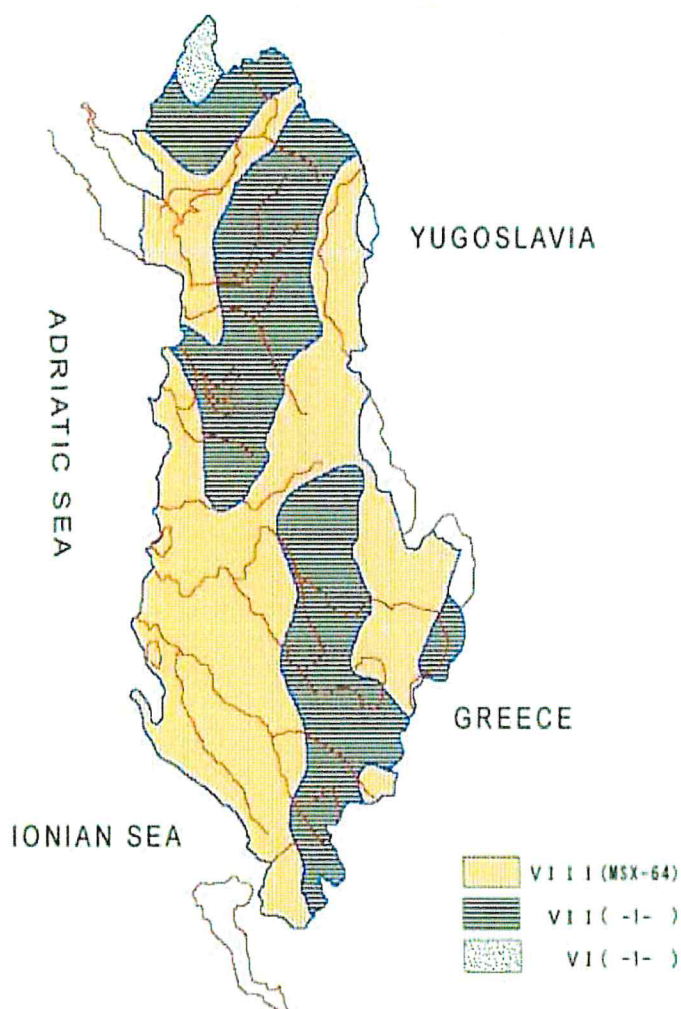 YUGOSLAVIA
ADRIATIC SEA
GREECE
IONIAN SEA
VIII (MSX-64)
VII ( -I- )
VI ( -I- )